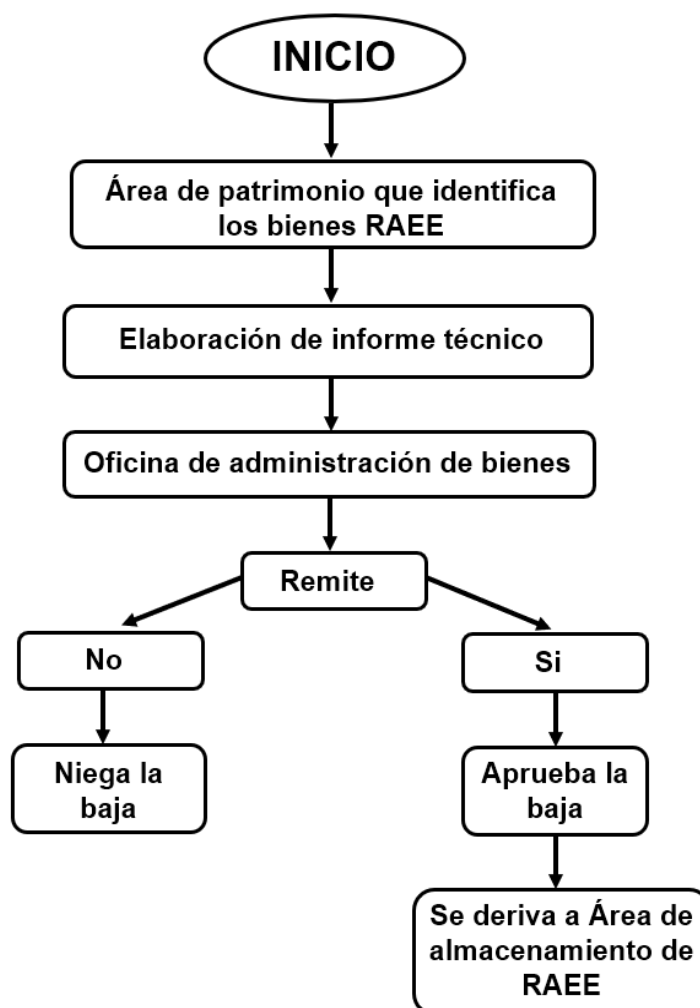 INICIO
Área de patrimonio que identifica
los bienes RAEE
Elaboración de informe técnico
Oficina de administración de bienes
Remite
No
Si
Niega la
baja
Aprueba la
baja
Se deriva a Área de
almacenamiento de
RAEE